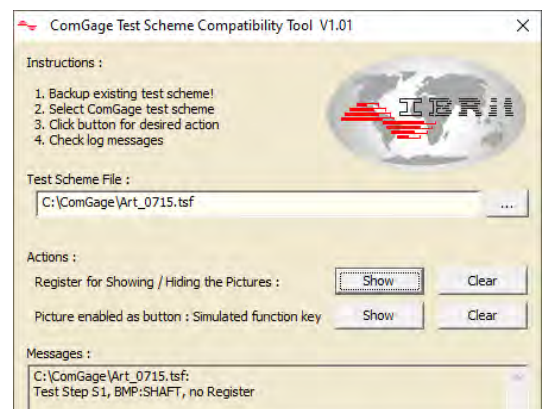 ComGage Test Scheme Compatibility Tool V1.01
Instructions :
1. Backup existing test scheme!
2. Select ComGage test scheme
3. Click button for desired action
4. Check log messages
IBRit
Test Scheme File :
C:\ComGage\Art_0715.tsf ...
Actions :
Register for Showing / Hiding the Pictures : Show Clear
Picture enabled as button : Simulated function key Show Clear
Messages :
C:\ComGage\Art_0715.tsf:
Test Step S1, BMP:SHAFT, no Register